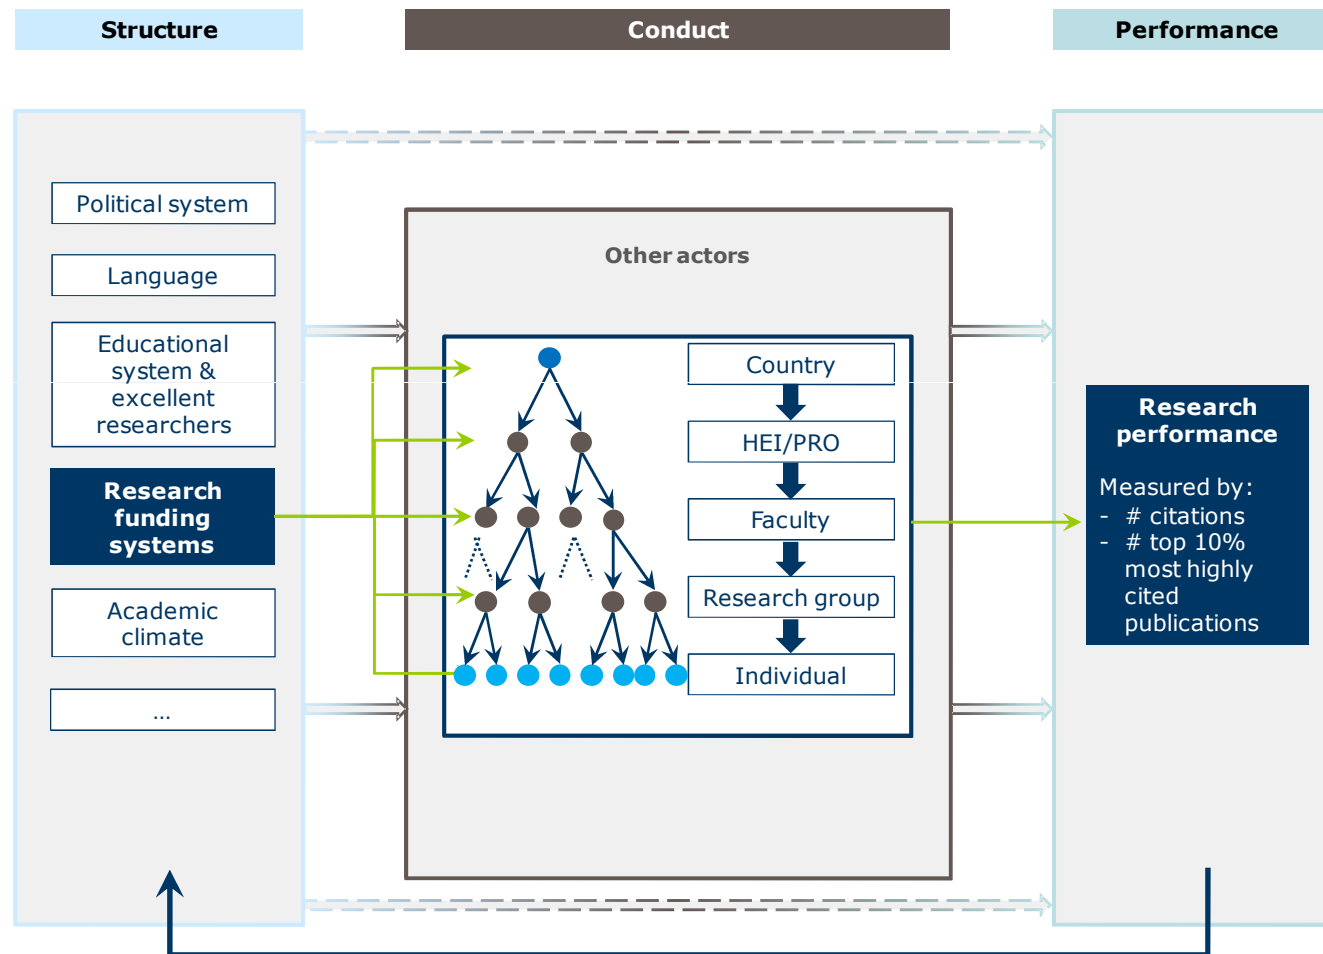 Structure
Conduct
Performance
Political system
Language
Educational
system &
excellent
researchers
Research
funding
systems
Academic
climate
...
Other actors
Country
HEI/PRO
Faculty
Research group
Individual
Research
performance
Measured by:
- # citations
- # top 10%
most highly
cited
publications